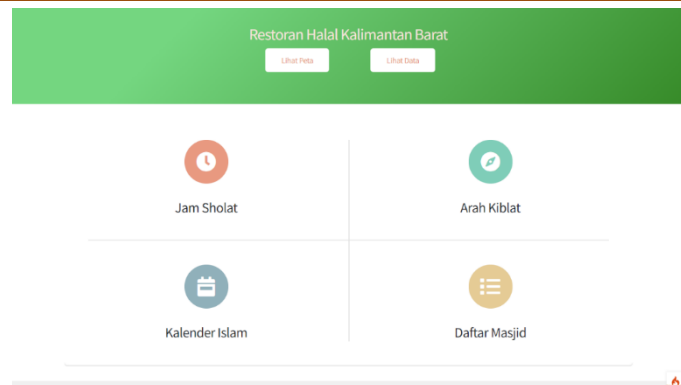 Restoran Halal Kalimantan Barat
Lihat Peta
Lihat Data
Jam Sholat
Arah Kiblat
Kalender Islam
Daftar Masjid